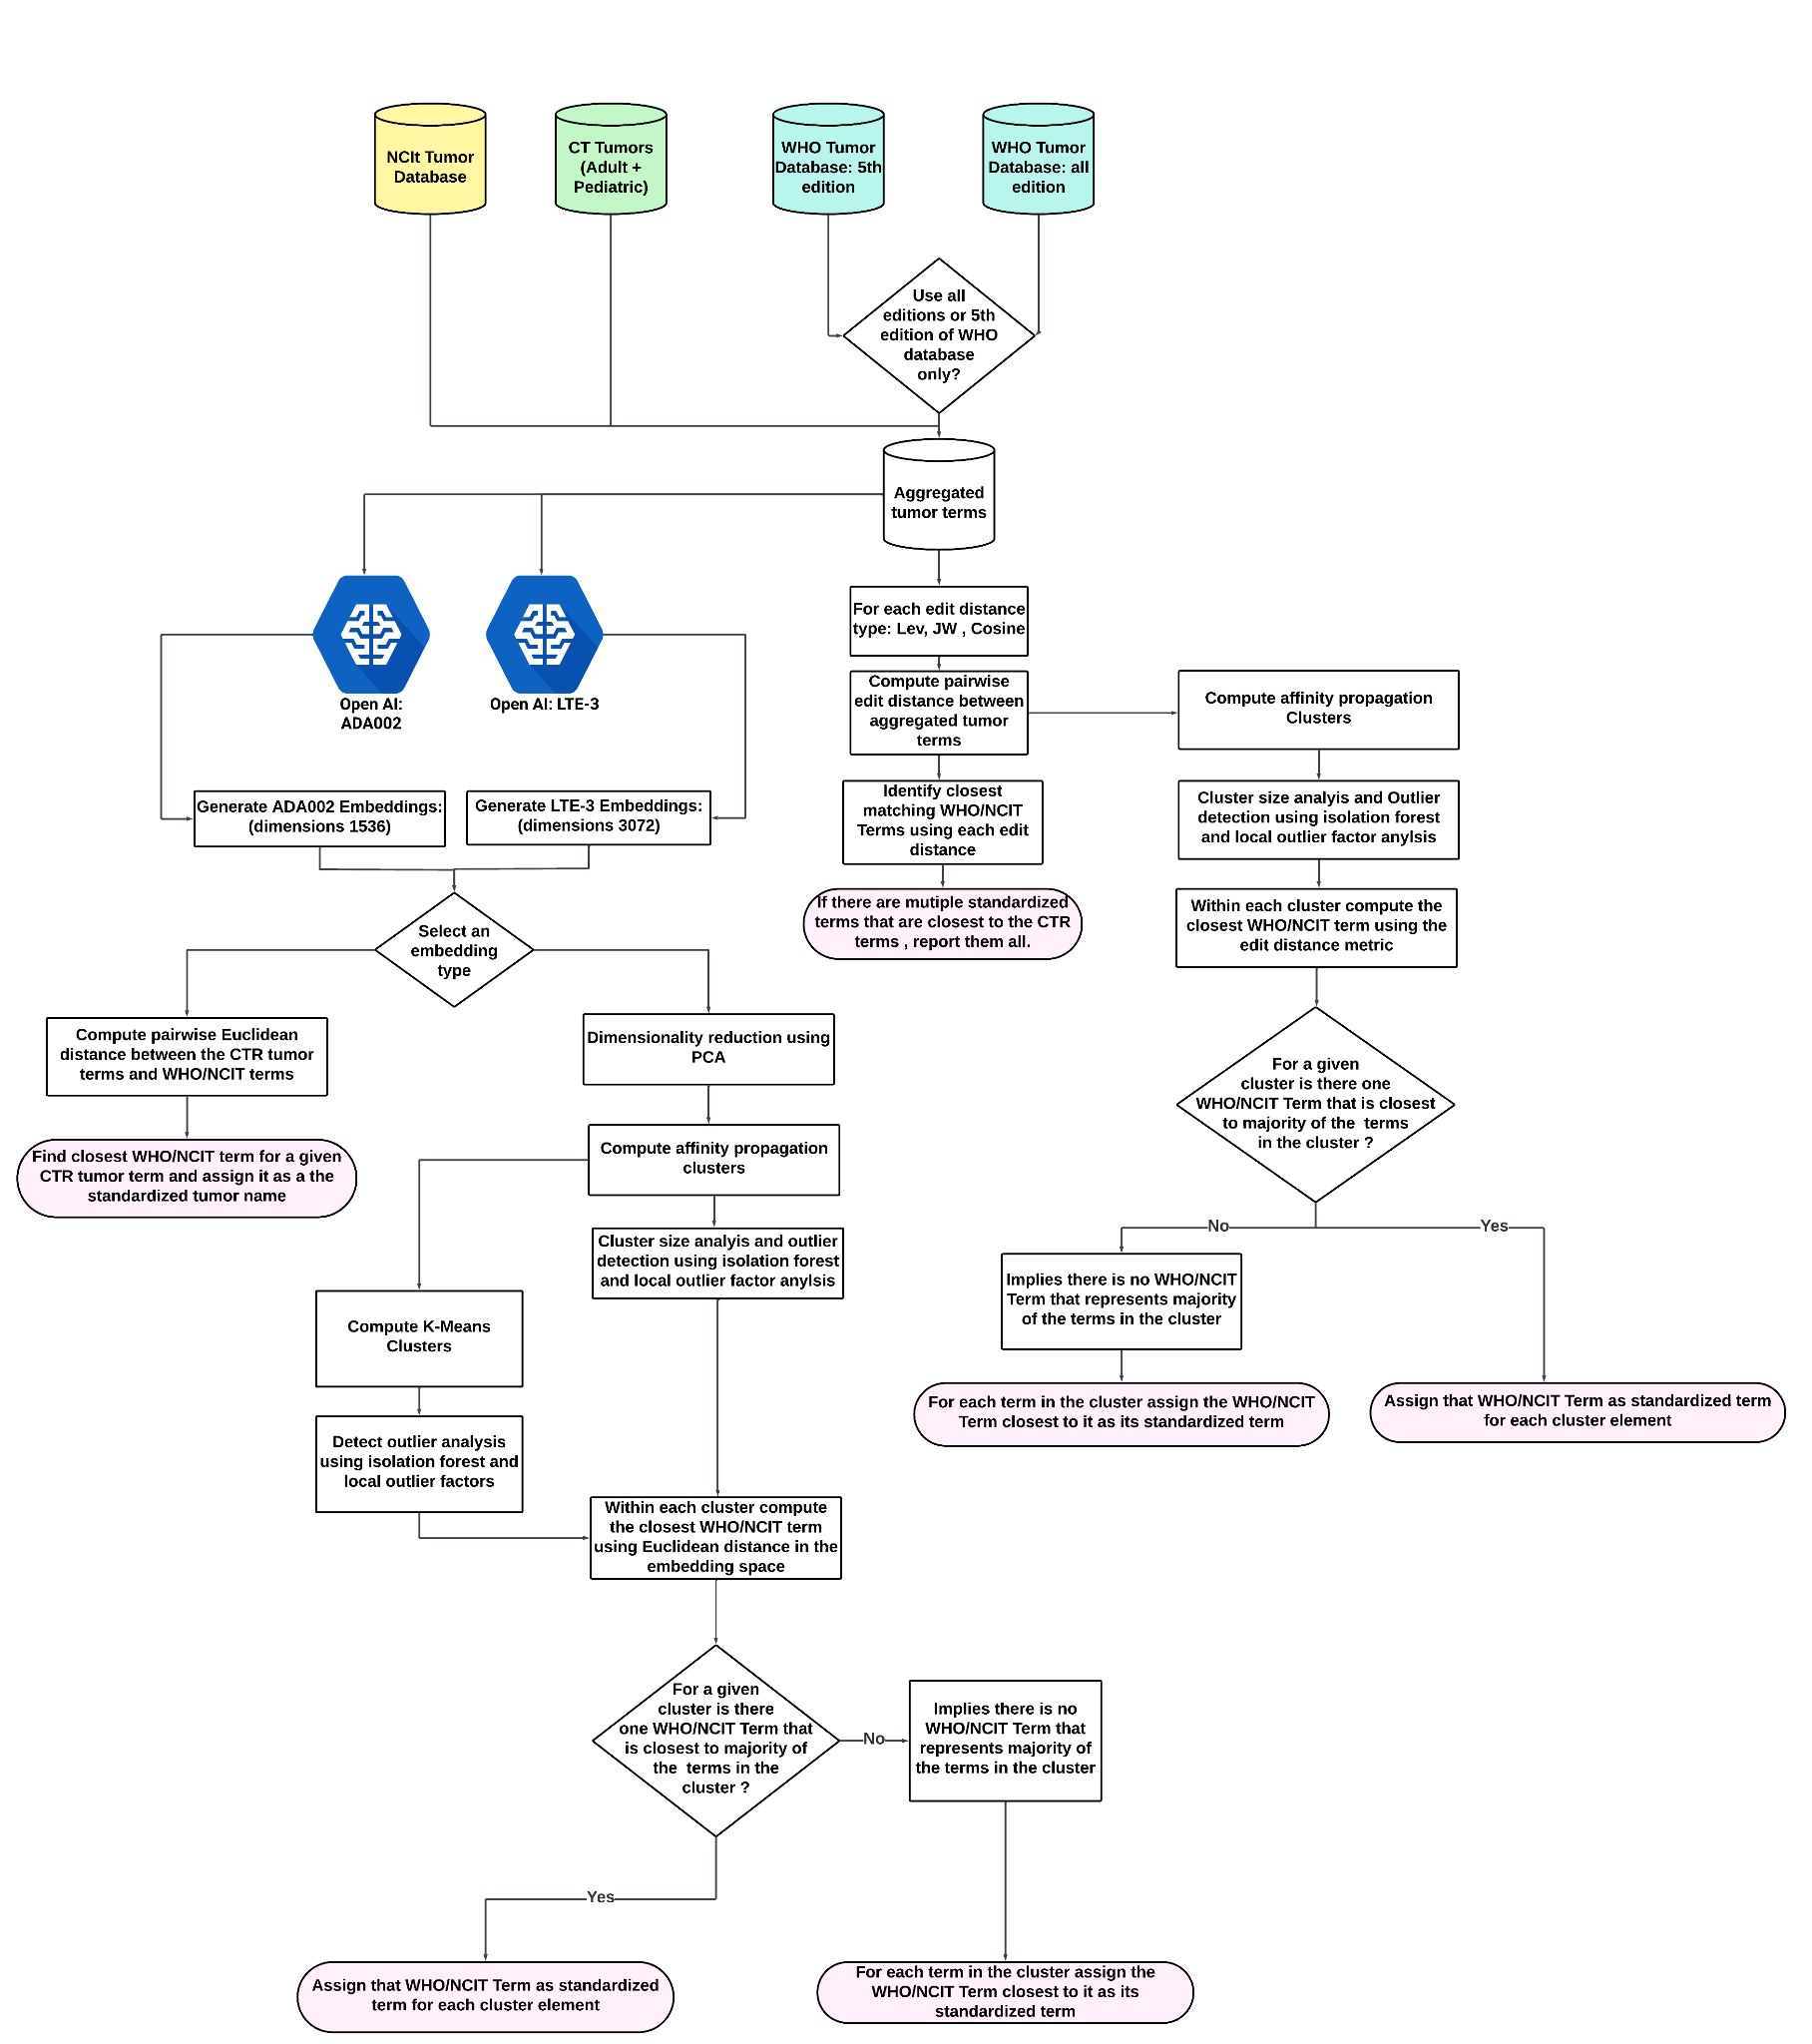 NCIt Tumor
Database
CT Tumors
(Adult +
Pediatric)
WHO Tumor
Database: 5th
edition
WHO Tumor
Database: all
edition
Use all
editions or 5th
edition of WHO
database
only?
Aggregated
tumor terms
Open AI:
ADA002
Open AI: LTE-3
For each edit distance
type: Lev, JW , Cosine
Compute pairwise
edit distance between
aggregated tumor
terms
Compute affinity propagation
Clusters
Generate ADA002 Embeddings:
(dimensions 1536)
Generate LTE-3 Embeddings:
(dimensions 3072)
Identify closest
matching WHO/NCIT
Terms using each edit
distance
Cluster size analyis and Outlier
detection using isolation forest
and local outlier factor anylsis
If there are mutiple standardized
terms that are closest to the CTR
terms , report them all.
Within each cluster compute the
closest WHO/NCIT term using the
edit distance metric
Select an
embedding
type
Compute pairwise Euclidean
distance between the CTR tumor
terms and WHO/NCIT terms
Dimensionality reduction using
PCA
For a given
cluster is there one
WHO/NCIT Term that is closest
to majority of the  terms
in the cluster ?
Find closest WHO/NCIT term for a given
CTR tumor term and assign it as a the
standardized tumor name
Compute affinity propagation
clusters
No
Yes
Cluster size analyis and outlier
detection using isolation forest
and local outlier factor anylsis
Implies there is no WHO/NCIT
Term that represents majority
of the terms in the cluster
Compute K-Means
Clusters
For each term in the cluster assign the WHO/NCIT
Term closest to it as its standardized term
Assign that WHO/NCIT Term as standardized term
for each cluster element
Detect outlier analysis
using isolation forest and
local outlier factors
Within each cluster compute
the closest WHO/NCIT term
using Euclidean distance in the
embedding space
For a given
cluster is there
one WHO/NCIT Term that
is closest to majority of
the  terms in the
cluster ?
No
Implies there is no
WHO/NCIT Term that
represents majority of
the terms in the cluster
Yes
Assign that WHO/NCIT Term as standardized
term for each cluster element
For each term in the cluster assign the
WHO/NCIT Term closest to it as its
standardized term